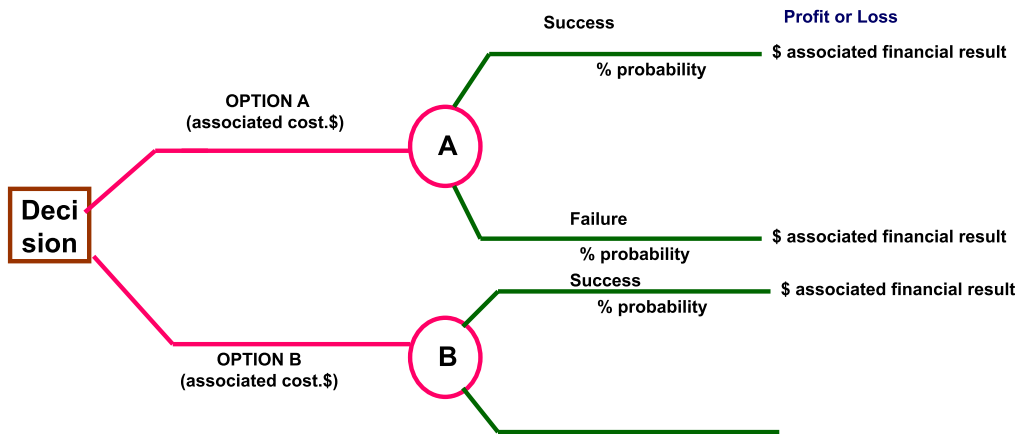 Profit or Loss
Success
$ associated financial result
% probability
OPTION A
(associated cost.$)
A
Deci
sion
Failure
$ associated financial result
% probability
Success
$ associated financial result
% probability
B
OPTION B
(associated cost.$)